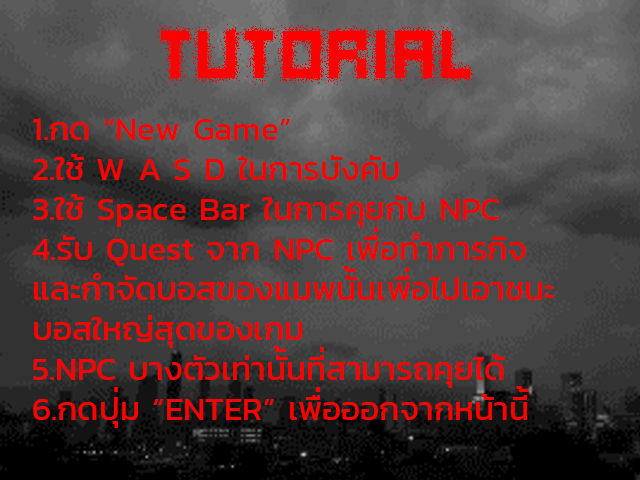 TUTORIAL
1.กด “New Game”
2.ใช้ W A S D ในการบังคับ
3.ใช้ Space Bar ในการคุยกับ NPC
4.รับ Quest จาก NPC เพื่อทำภารกิจ
และกำจัดบอสของแมพนั้นเพื่อไปเอาชนะ
บอสใหญ่สุดของเกม
5.NPC บางตัวเท่านั้นที่สามารถคุยได้
6.กดปุ่ม “ENTER” เพื่อออกจากหน้านี้